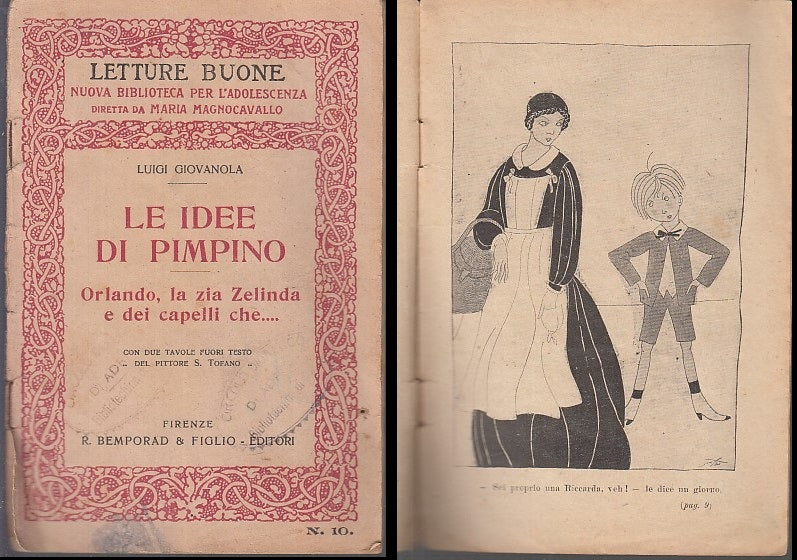 LETTURE BUONE
NUOVA BIBLIOTECA PER L'ADOLESCENZA
DIRETTA DA MARIA MAGNOCAVALLO
LUIGI GIOVANOLA
LE IDEE
DI PIMPINO
Orlando, la zia Zelinda
e dei capelli che....
CON DUE TAVOLE FUORI TESTO
.. DEL PITTORE S. TOFANO ..
FIRENZE
R. BEMPORAD & FIGLIO - EDITORI
N. 10.
— Sei proprio una Riccarda, veh! — le dice un giorno.
(pag. 9)